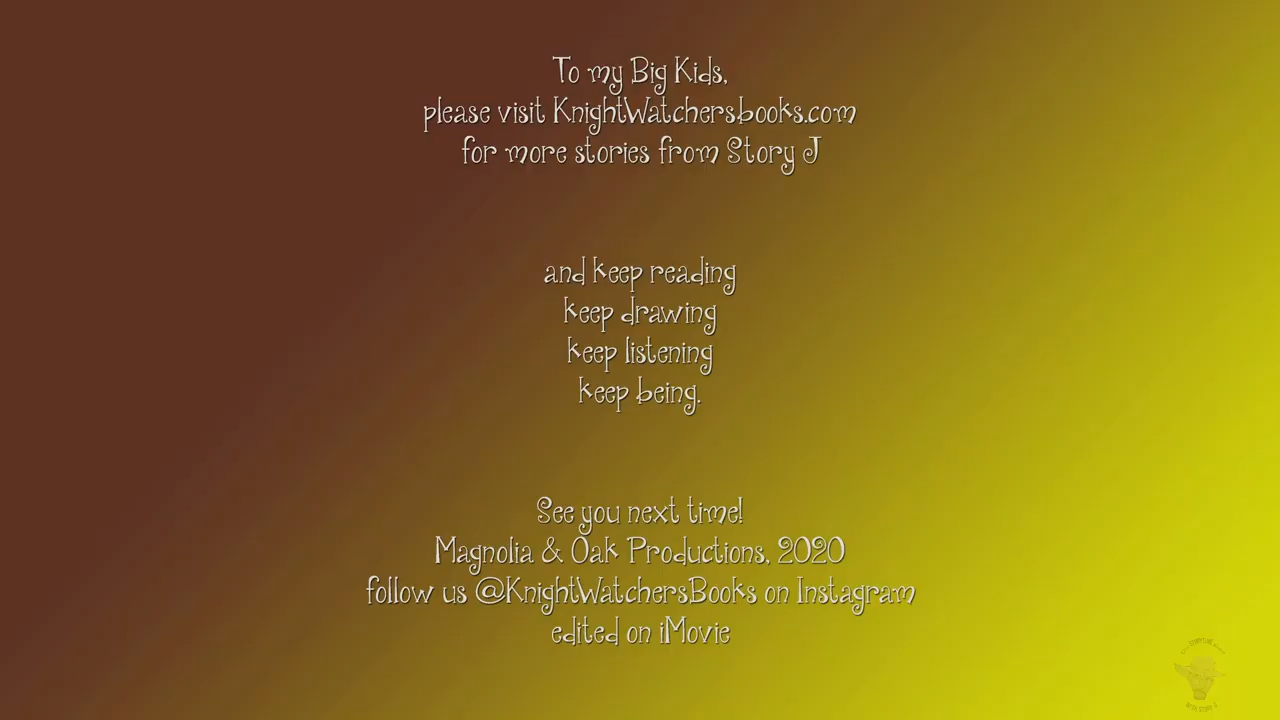 To my Big Kids,
please visit KnightWatchersbooks.com
for more stories from Story J
and keep reading
keep drawing
keep listening
keep being.
See you next time!
Magnolia & Oak Productions, 2020
follow us @KnightWatchersBooks on Instagram
edited on iMovie